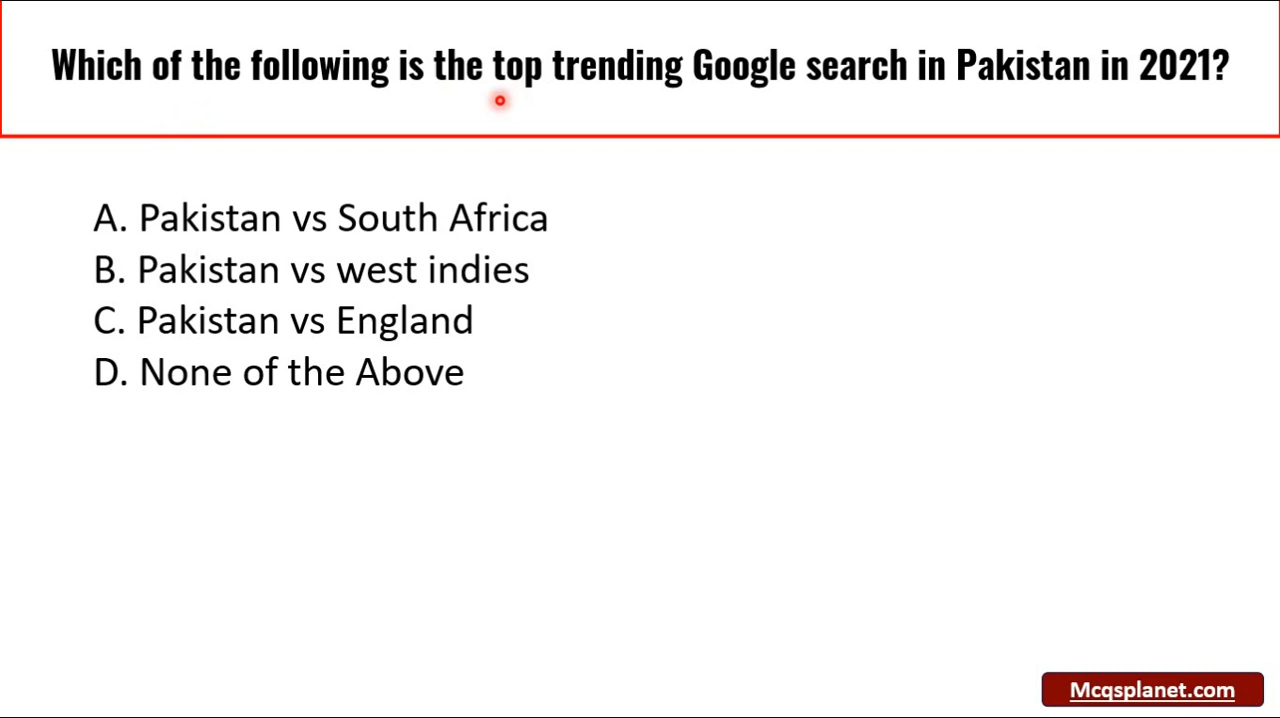 Which of the following is the top trending Google search in Pakistan in 2021?
A. Pakistan vs South Africa
B. Pakistan vs west indies
C. Pakistan vs England
D. None of the Above
Mcqsplanet.com